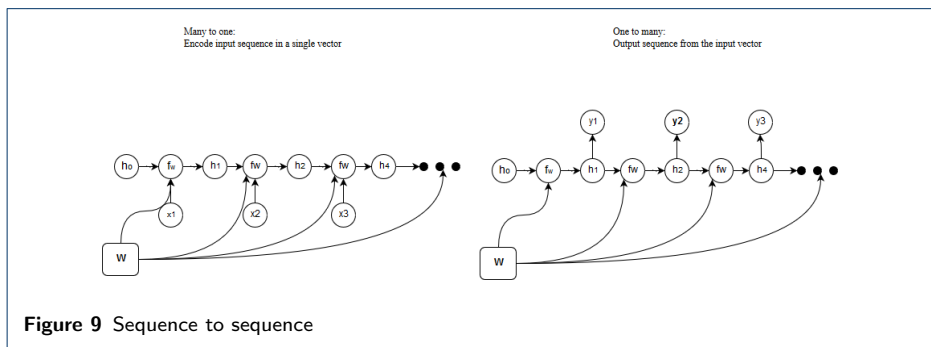 Many to one:
Encode input sequence in a single vector
One to many:
Output sequence from the input vector
y1 y2 y3
h0 fw h1 fw h2 fw h4
h0 fw h1 fw h2 fw h4
x1 x2 x3
W
W
Figure 9 Sequence to sequence